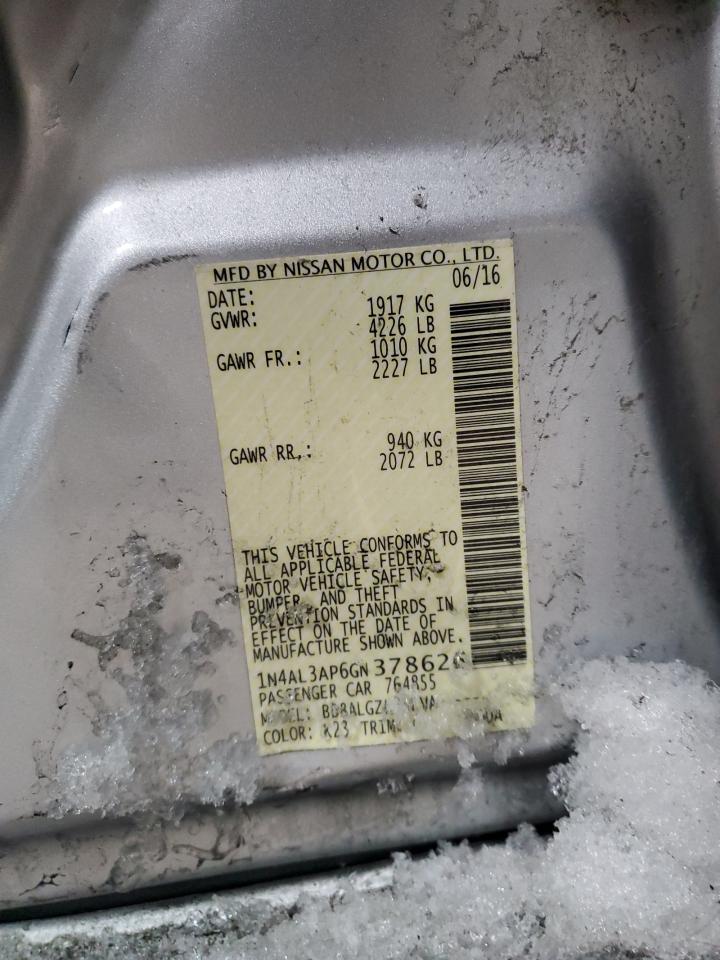 MFD BY NISSAN MOTOR CO., LTD.
DATE: 06/16
GVWR: 1917 KG
4226 LB
GAWR FR.: 1010 KG
2227 LB
GAWR RR.: 940 KG
2072 LB
THIS VEHICLE CONFORMS TO
ALL APPLICABLE FEDERAL
MOTOR VEHICLE SAFETY,
BUMPER, AND THEFT
PREVENTION STANDARDS IN
EFFECT ON THE DATE OF
MANUFACTURE SHOWN ABOVE.
1N4AL3AP6GN378626
PASSENGER CAR 764855
MODEL:
COLOR: K23 TRIM: